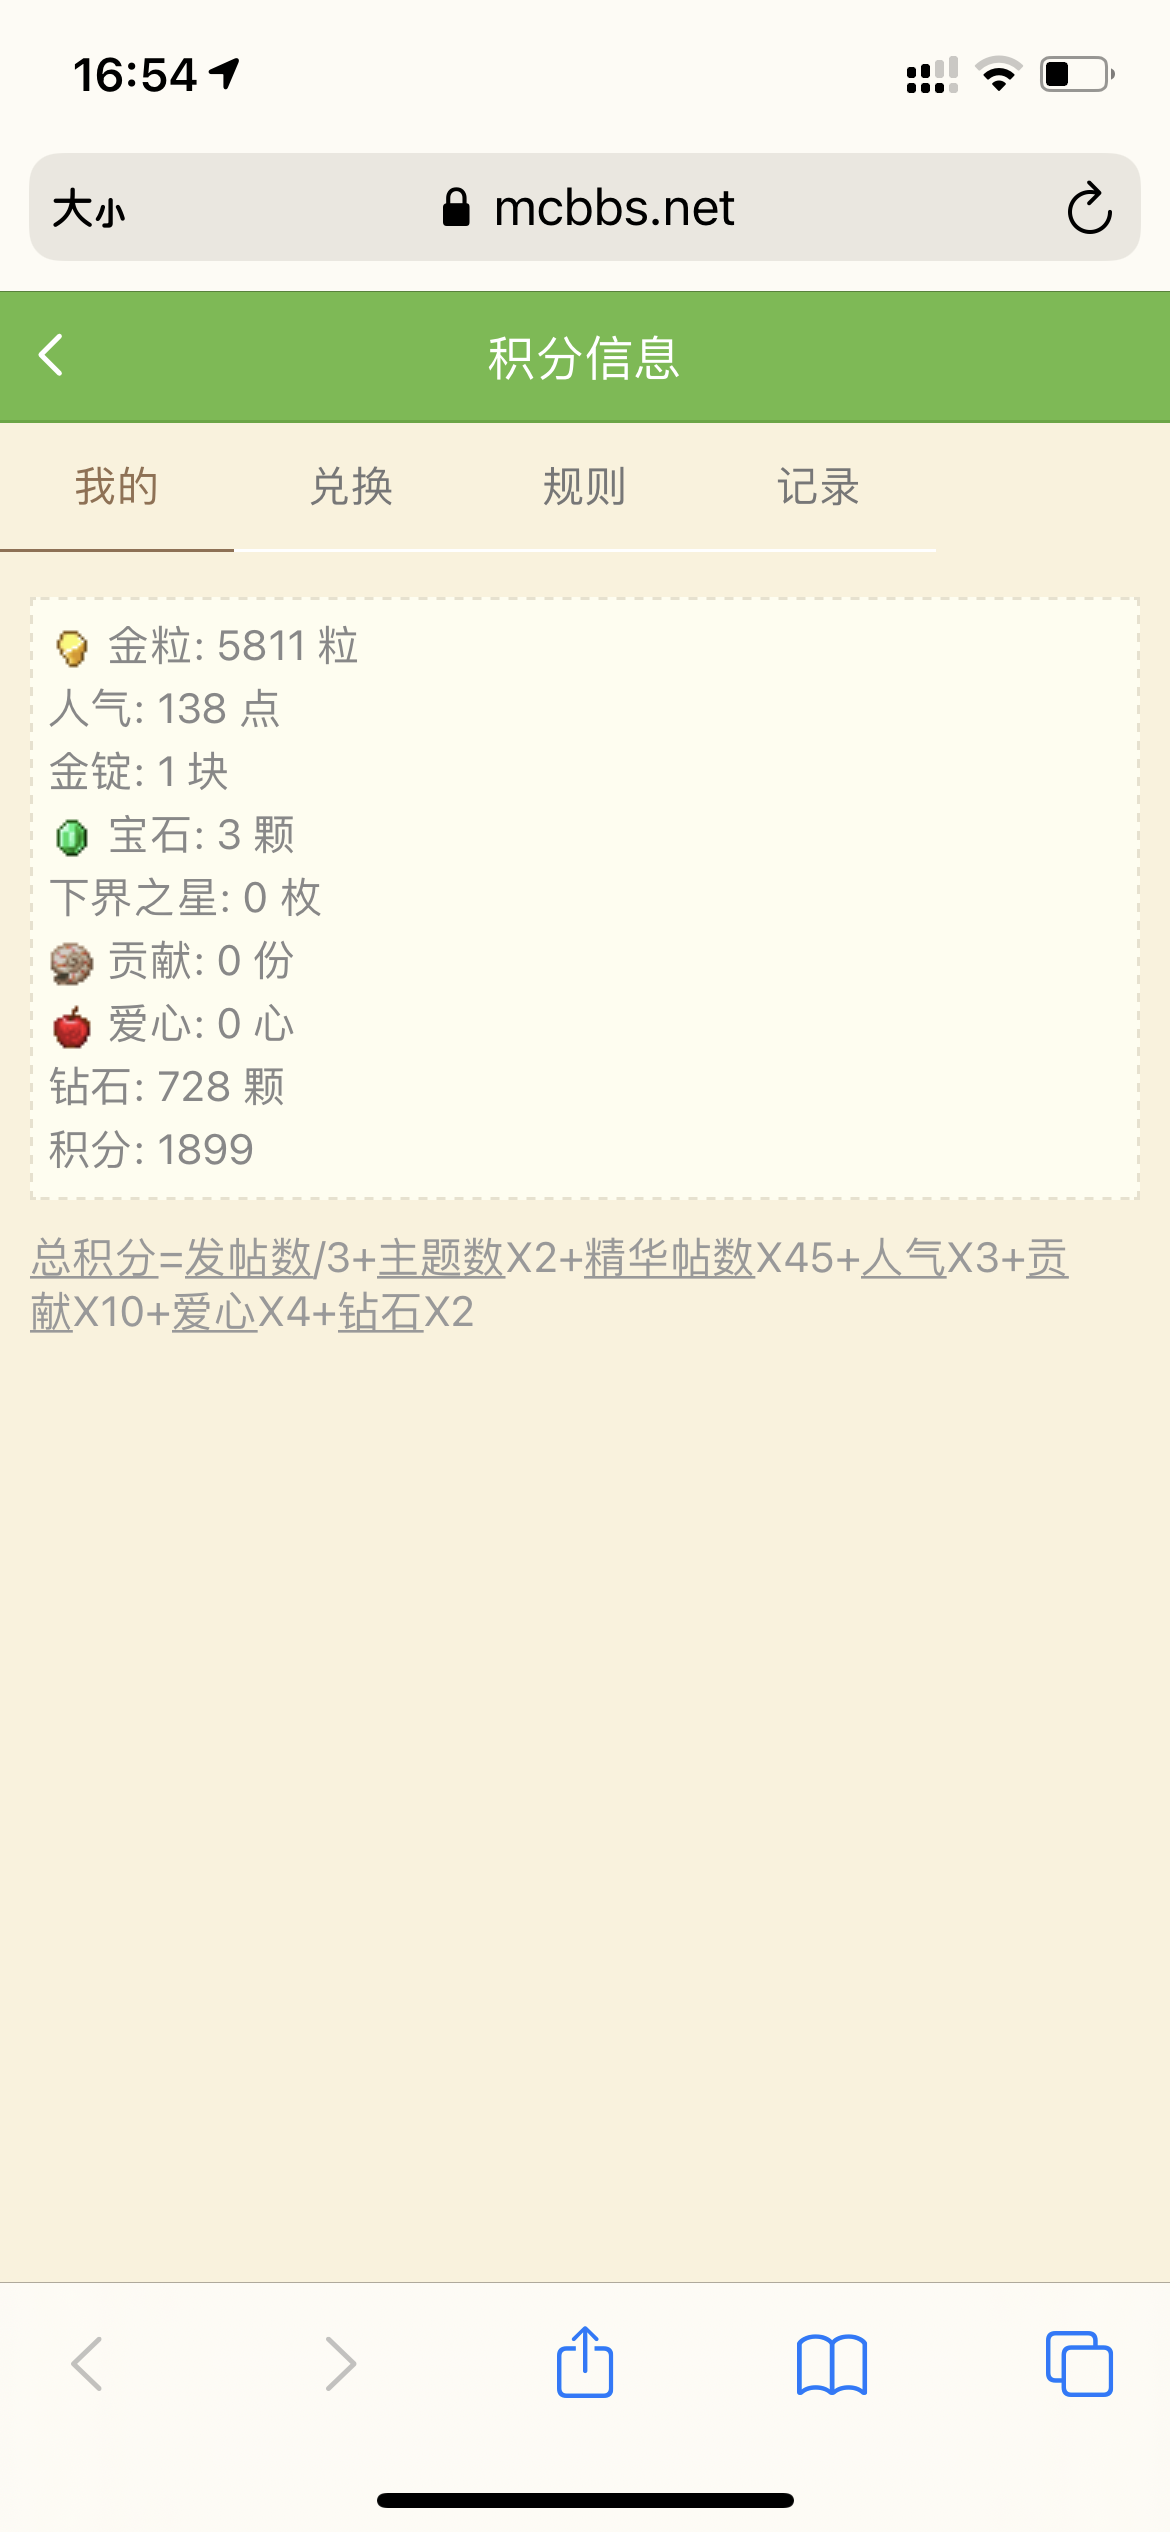 16:54
大小 mcbbs.net
积分信息
我的 兑换 规则 记录
金粒: 5811 粒
人气: 138 点
金锭: 1 块
宝石: 3 颗
下界之星: 0 枚
贡献: 0 份
爱心: 0 心
钻石: 728 颗
积分: 1899
总积分=发帖数/3+主题数X2+精华帖数X45+人气X3+贡
献X10+爱心X4+钻石X2